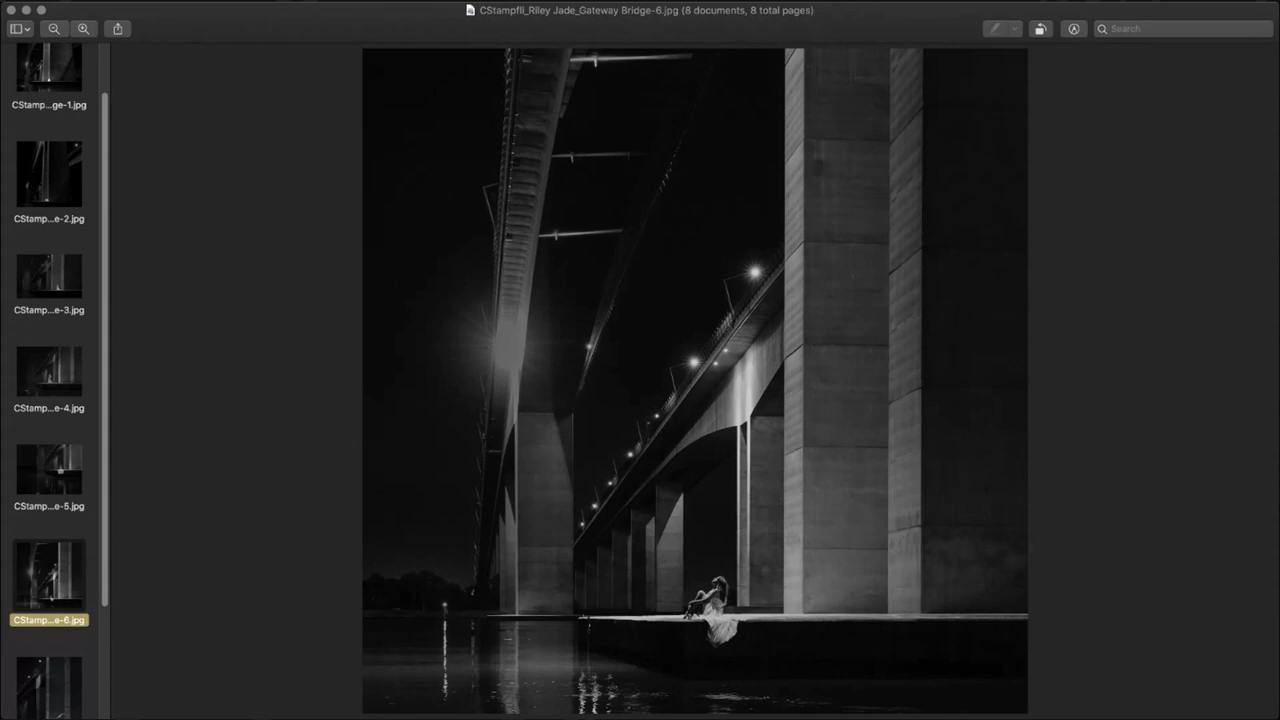 CStampfli_Riley Jade_Gateway Bridge-6.jpg (8 documents, 8 total pages)
Search
CStamp...ge-1.jpg
CStamp...e-2.jpg
CStamp...e-3.jpg
CStamp...e-4.jpg
CStamp...e-5.jpg
CStamp...e-6.jpg